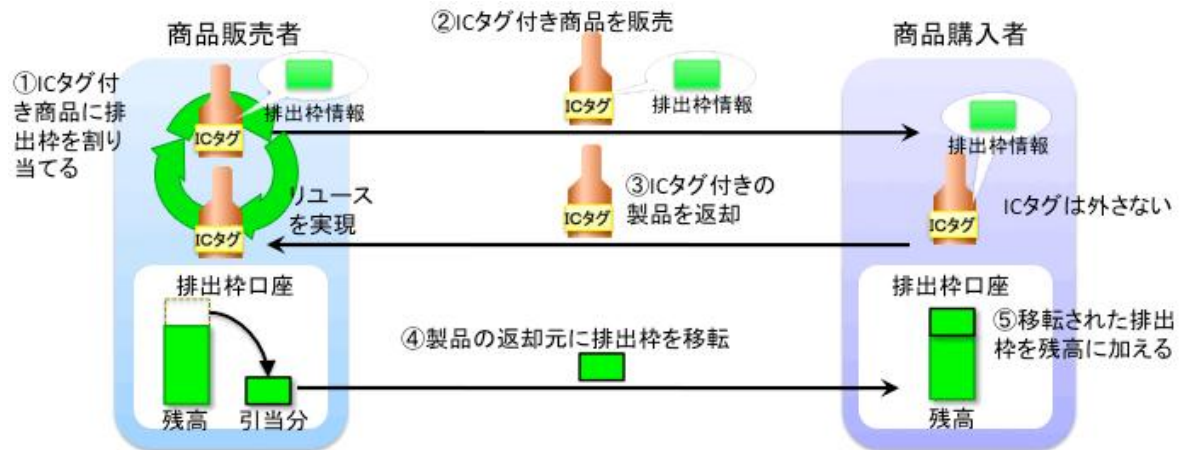 商品販売者
①ICタグ付
き商品に排
出枠を割り
当てる
ICタグ
排出枠情報
リユース
を実現
ICタグ
②ICタグ付き商品を販売
ICタグ
排出枠情報
③ICタグ付きの
製品を返却
ICタグ
商品購入者
排出枠情報
ICタグ
ICタグは外さない
排出枠口座
残高
引当分
④製品の返却元に排出枠を移転
排出枠口座
⑤移転された排出
枠を残高に加える
残高